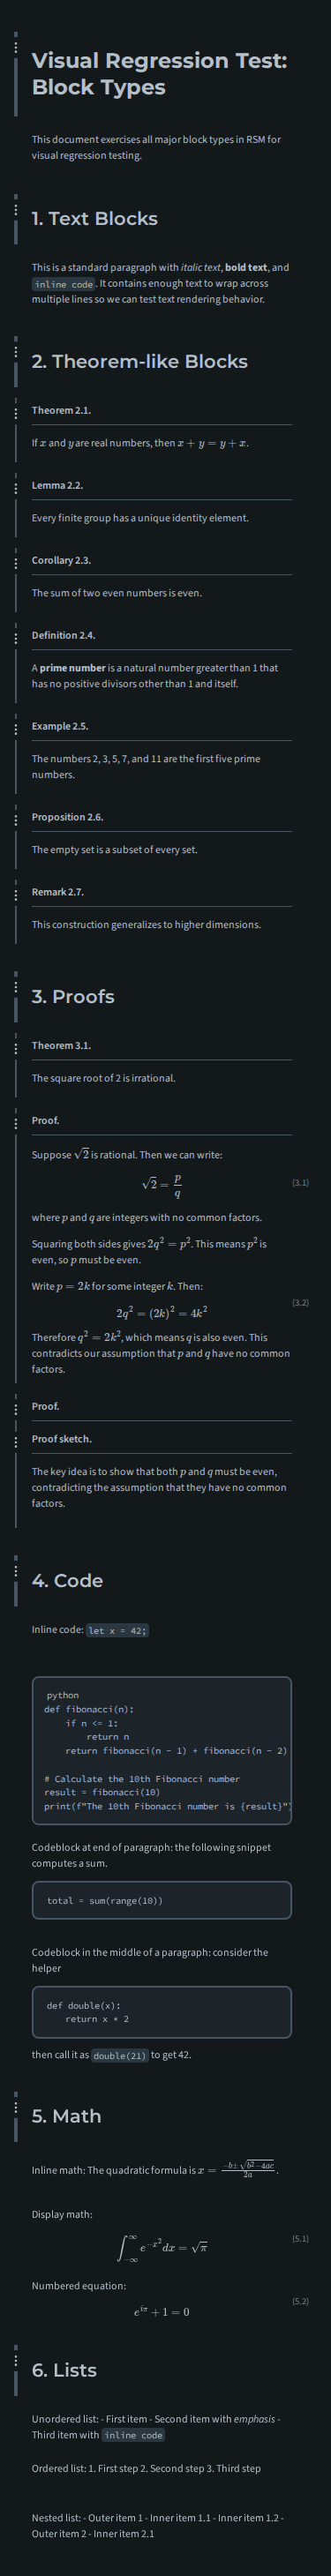 Visual Regression Test:
Block Types
This document exercises all major block types in RSM for
visual regression testing.
1. Text Blocks
This is a standard paragraph with italic text, bold text, and
inline code. It contains enough text to wrap across
multiple lines so we can test text rendering behavior.
2. Theorem-like Blocks
Theorem 2.1.
If x and y are real numbers, then x + y = y + x.
Lemma 2.2.
Every finite group has a unique identity element.
Corollary 2.3.
The sum of two even numbers is even.
Definition 2.4.
A prime number is a natural number greater than 1 that
has no positive divisors other than 1 and itself.
Example 2.5.
The numbers 2, 3, 5, 7, and 11 are the first five prime
numbers.
Proposition 2.6.
The empty set is a subset of every set.
Remark 2.7.
This construction generalizes to higher dimensions.
3. Proofs
Theorem 3.1.
The square root of 2 is irrational.
Proof.
Suppose √2 is rational. Then we can write:
√2 = p/q (3.1)
where p and q are integers with no common factors.
Squaring both sides gives 2q² = p². This means p² is
even, so p must be even.
Write p = 2k for some integer k. Then:
2q² = (2k)² = 4k² (3.2)
Therefore q² = 2k², which means q is also even. This
contradicts our assumption that p and q have no common
factors.
Proof.
Proof sketch.
The key idea is to show that both p and q must be even,
contradicting the assumption that they have no common
factors.
4. Code
Inline code: let x = 42;
python
def fibonacci(n):
    if n <= 1:
        return n
    return fibonacci(n - 1) + fibonacci(n - 2)
# Calculate the 10th Fibonacci number
result = fibonacci(10)
print(f"The 10th Fibonacci number is {result}")
Codeblock at end of paragraph: the following snippet
computes a sum.
total = sum(range(10))
Codeblock in the middle of a paragraph: consider the
helper
def double(x):
    return x * 2
then call it as double(21) to get 42.
5. Math
Inline math: The quadratic formula is x = (−b±√(b²−4ac))/2a.
Display math:
∫_{−∞}^{∞} e^{−x²} dx = √π (5.1)
Numbered equation:
e^{iπ} + 1 = 0 (5.2)
6. Lists
Unordered list: - First item - Second item with emphasis -
Third item with inline code
Ordered list: 1. First step 2. Second step 3. Third step
Nested list: - Outer item 1 - Inner item 1.1 - Inner item 1.2 -
Outer item 2 - Inner item 2.1